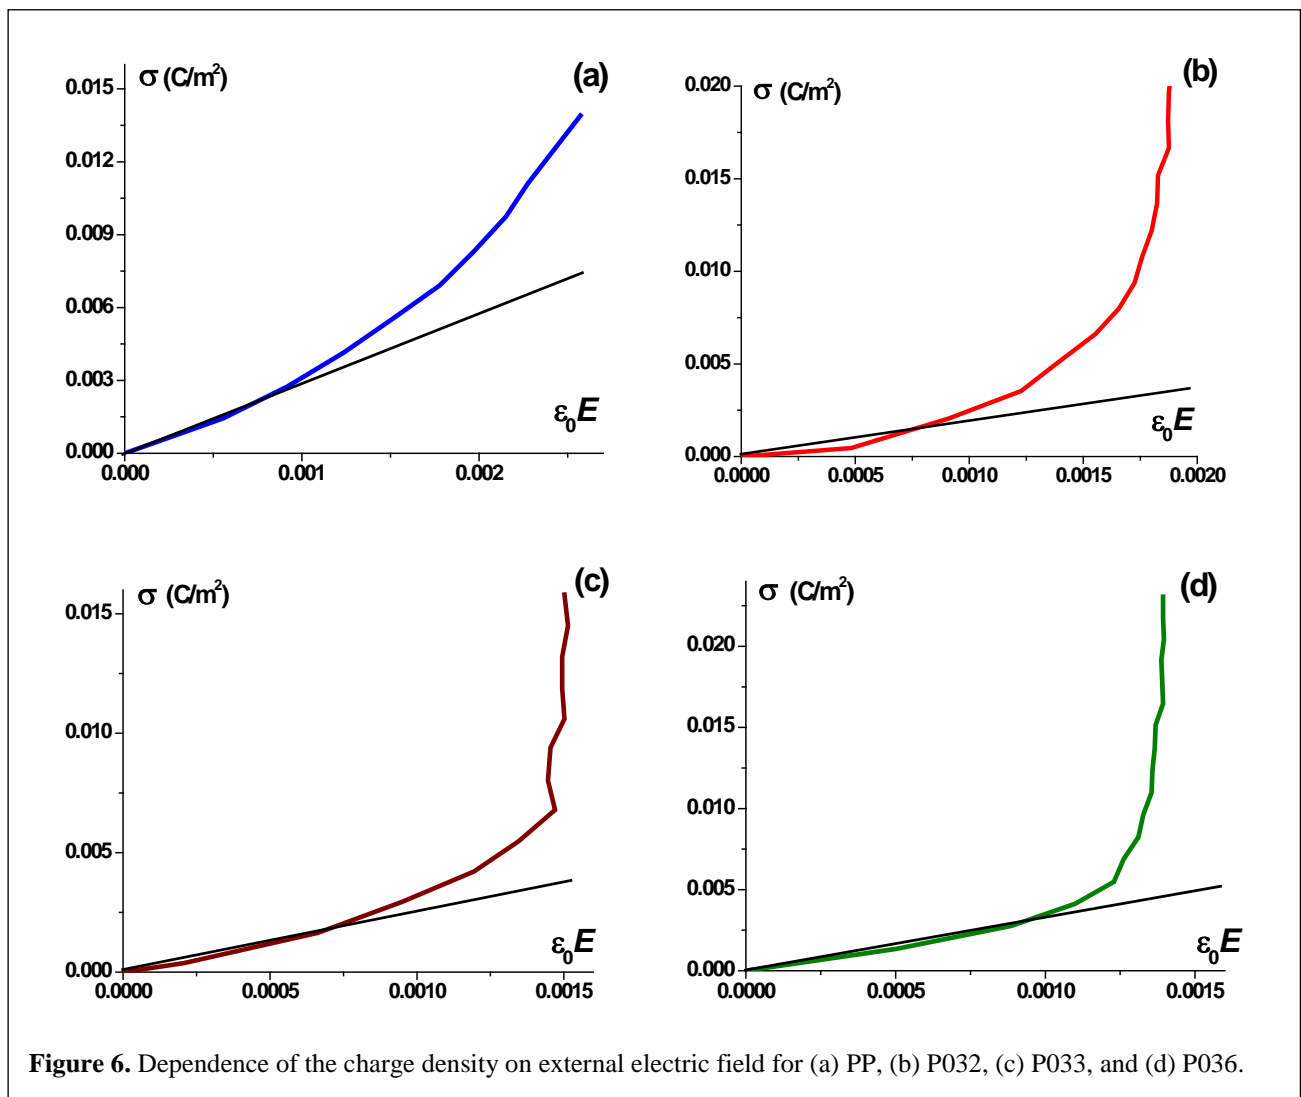 σ (C/m²) (a)
0.015
0.012
0.009
0.006
0.003
0.000
ε₀E
0.000 0.001 0.002
σ (C/m²) (b)
0.020
0.015
0.010
0.005
0.000
ε₀E
0.0000 0.0005 0.0010 0.0015 0.0020
σ (C/m²) (c)
0.015
0.010
0.005
0.000
ε₀E
0.0000 0.0005 0.0010 0.0015
σ (C/m²) (d)
0.020
0.015
0.010
0.005
0.000
ε₀E
0.0000 0.0005 0.0010 0.0015
Figure 6. Dependence of the charge density on external electric field for (a) PP, (b) P032, (c) P033, and (d) P036.